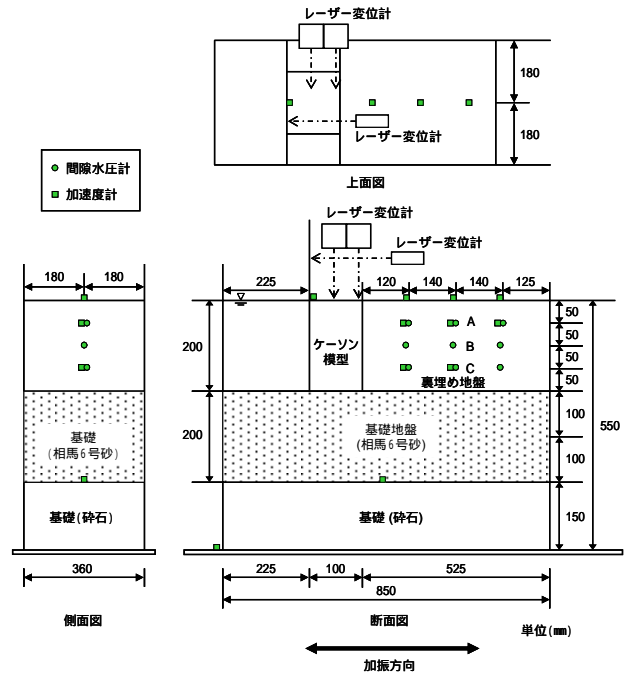 レーザー変位計
180
180
レーザー変位計
上面図
間隙水圧計
加速度計
レーザー変位計
レーザー変位計
180 180
225
120 140 140 125
200
ケーソン
模型
A
B
C
裏埋め地盤
50
50
50
50
200
基礎
(相馬6号砂)
基礎地盤
(相馬6号砂)
100
100
550
基礎(砕石)
基礎(砕石)
150
360
225 100 525
850
側面図
断面図
単位(mm)
加振方向